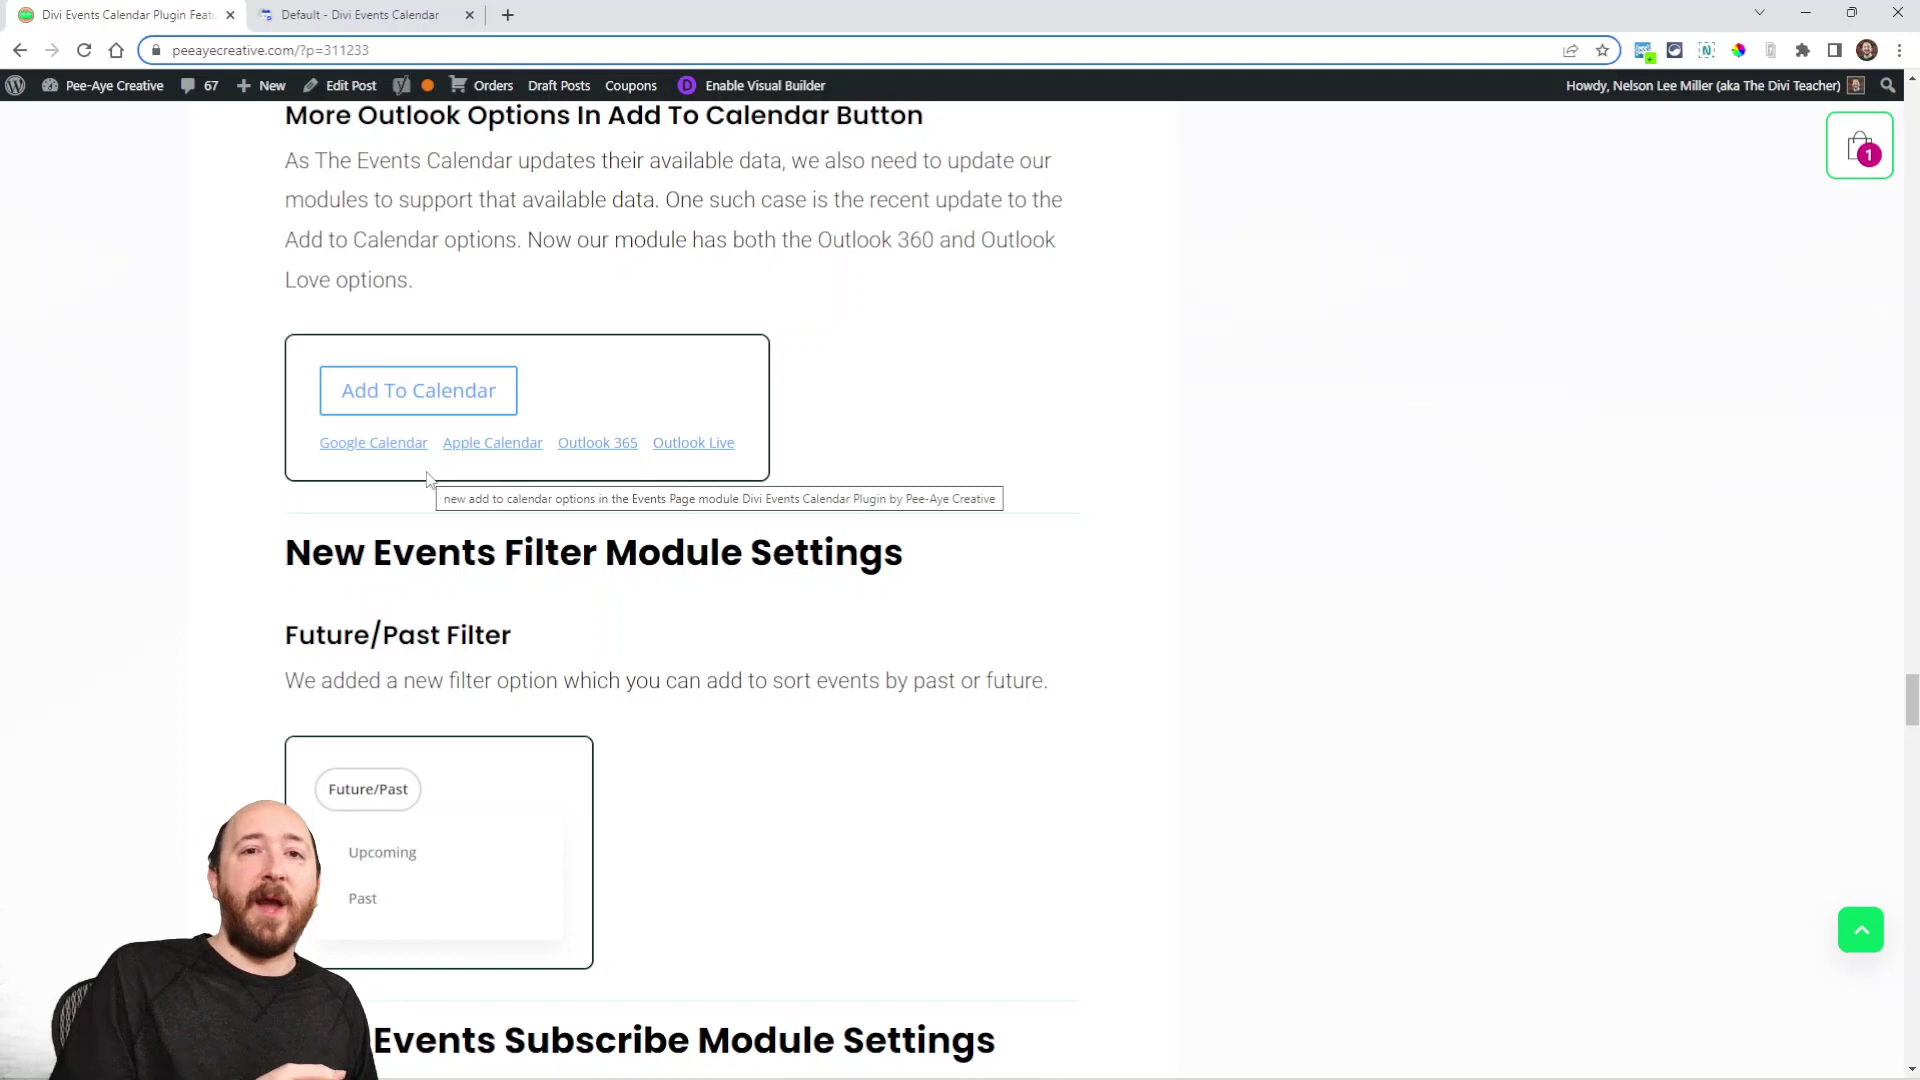 Divi Events Calendar Plugin Featu
Default - Divi Events Calendar
peeayecreative.com/?p=311233
Pee-Aye Creative
67
New
Edit Post
Orders
Draft Posts
Coupons
D
Enable Visual Builder
Howdy, Nelson Lee Miller (aka The Divi Teacher)
1
More Outlook Options In Add To Calendar Button
As The Events Calendar updates their available data, we also need to update our
modules to support that available data. One such case is the recent update to the
Add to Calendar options. Now our module has both the Outlook 360 and Outlook
Love options.
Add To Calendar
Google Calendar Apple Calendar Outlook 365 Outlook Live
new add to calendar options in the Events Page module Divi Events Calendar Plugin by Pee-Aye Creative
New Events Filter Module Settings
Future/Past Filter
We added a new filter option which you can add to sort events by past or future.
Future/Past
Upcoming
Past
Events Subscribe Module Settings